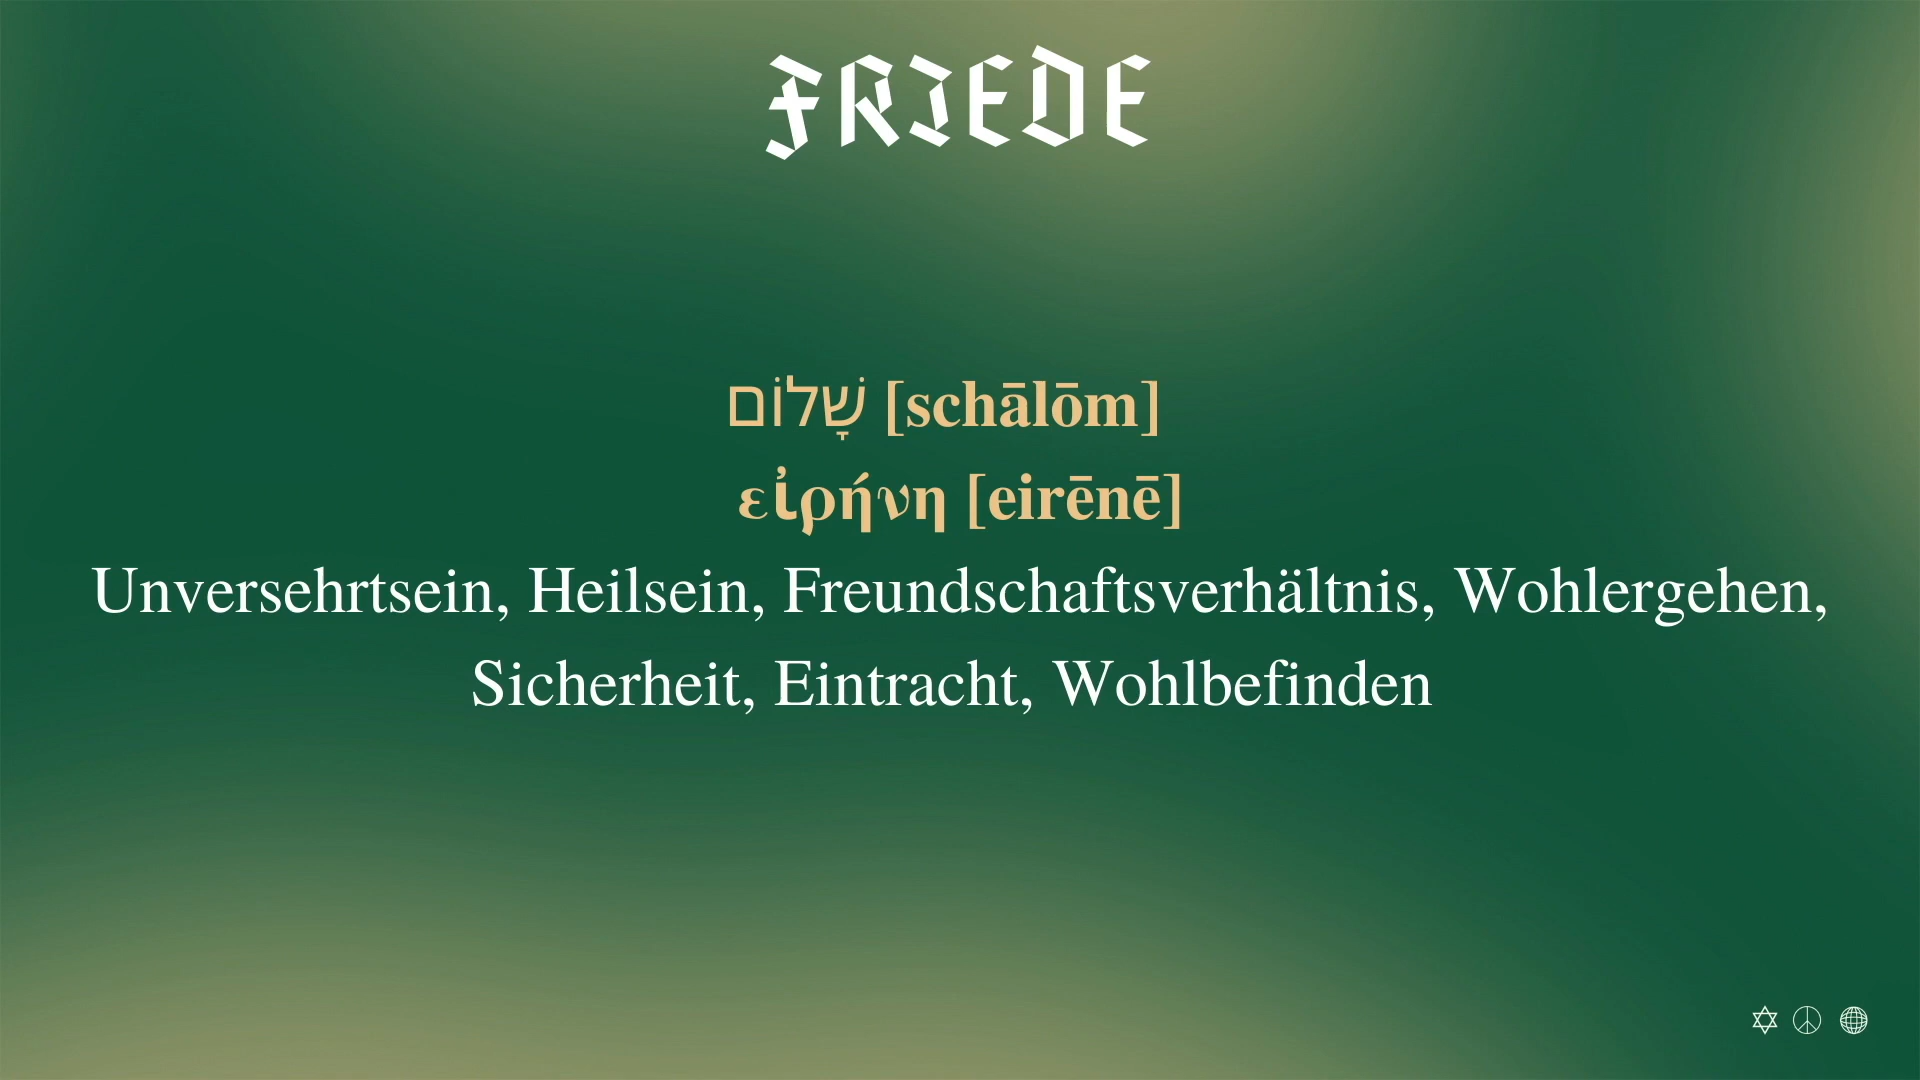 FRIEDE
שָׁלוֹם [schālōm]
εἰρήνη [eirēnē]
Unversehrtsein, Heilsein, Freundschaftsverhältnis, Wohlergehen,
Sicherheit, Eintracht, Wohlbefinden